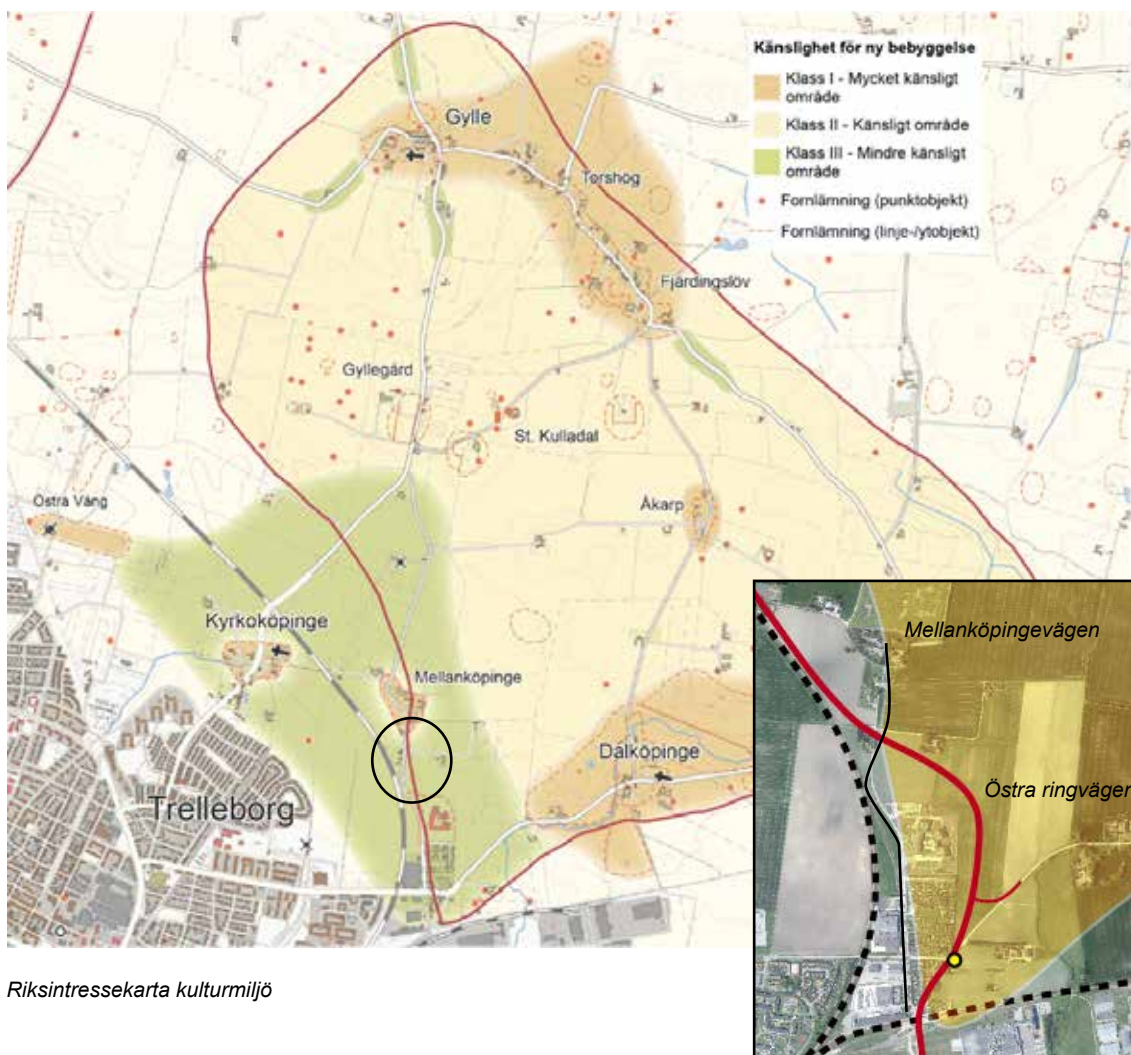 Känslighet för ny bebyggelse
Klass I - Mycket känsligt
område
Klass II - Känsligt område
Klass III - Mindre känsligt
område
Fornlämning (punktobjekt)
Fornlämning (linje-/ytobjekt)
Gylle
Torshög
Fjärdingslöv
Gyllegård
St. Kulladal
Östra Väng
Åkarp
Kyrkoköpinge
Mellanköpinge
Dalköpinge
Trelleborg
Mellanköpingevägen
Östra ringvägen
Riksintressekarta kulturmiljö